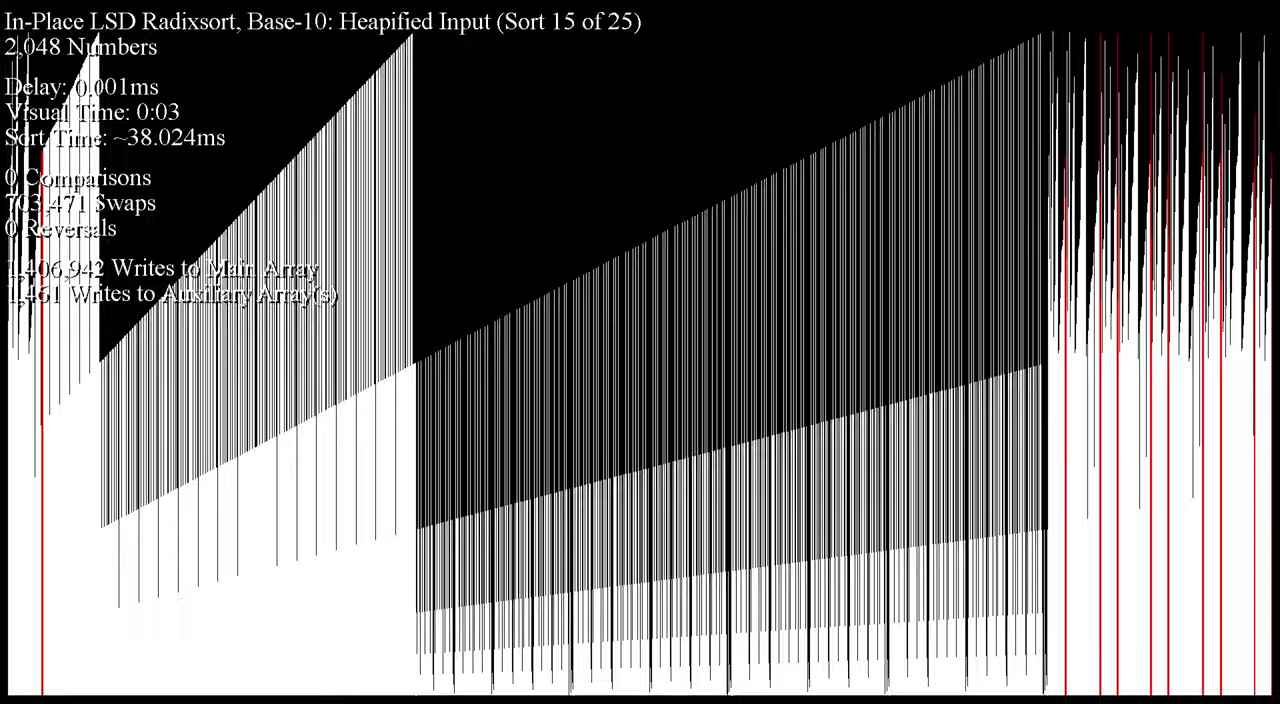 In-Place LSD Radixsort, Base-10: Heapified Input (Sort 15 of 25)
2,048 Numbers
Delay: 0.001ms
Visual Time: 0:03
Sort Time: ~38.024ms
0 Comparisons
703,471 Swaps
0 Reversals
1,406,942 Writes to Main Array
1,461 Writes to Auxiliary Array(s)